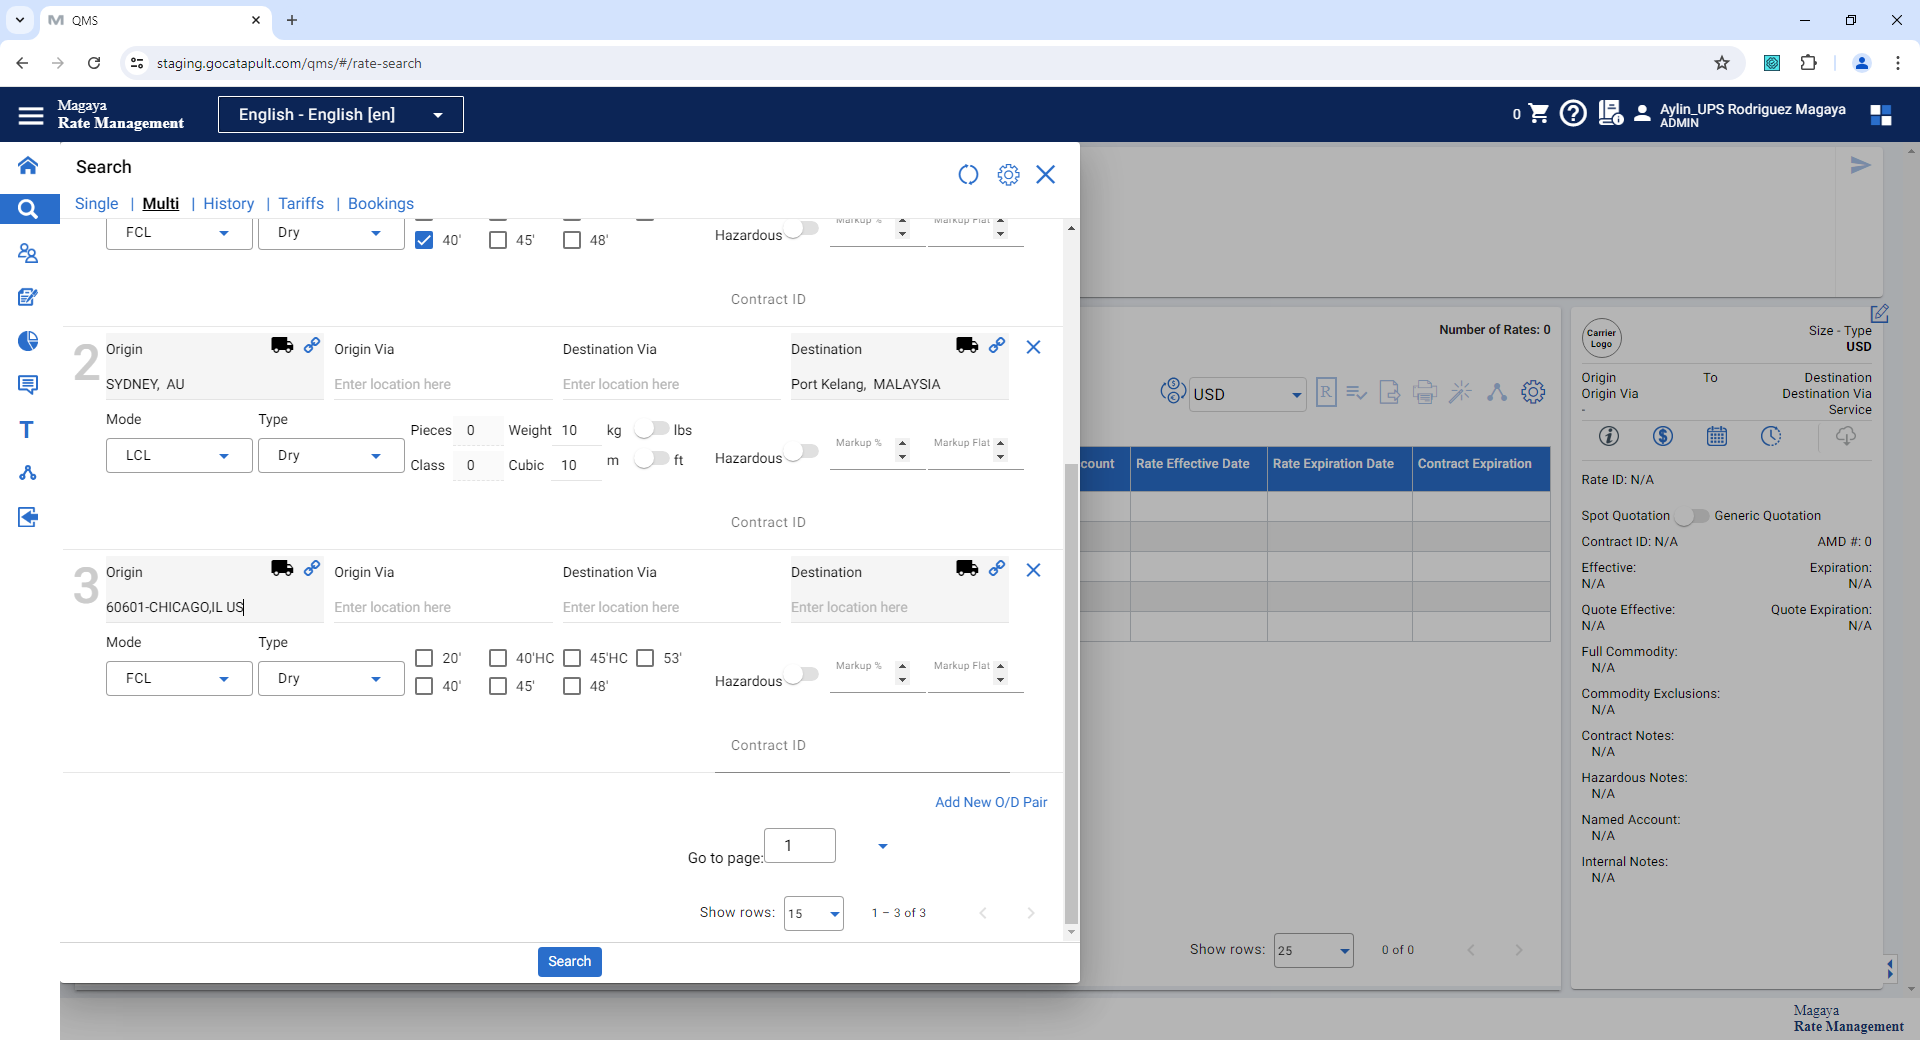 QMS
staging.gocatapult.com/qms/#/rate-search
Magaya
Rate Management
English - English [en]
0
Aylin_UPS Rodriguez Magaya
ADMIN
Search
Single | Multi | History | Tariffs | Bookings
FCL
Dry
40'
45'
48'
Hazardous
Markup %
Markup Flat
Contract ID
2
Origin
SYDNEY, AU
Origin Via
Enter location here
Destination Via
Enter location here
Destination
Port Kelang, MALAYSIA
Mode
LCL
Type
Dry
Pieces 0 Weight 10 kg lbs
Class 0 Cubic 10 m ft
Hazardous
Markup %
Markup Flat
Contract ID
3
Origin
60601-CHICAGO,IL US
Origin Via
Enter location here
Destination Via
Enter location here
Destination
Enter location here
Mode
FCL
Type
Dry
20' 40'HC 45'HC 53'
40' 45' 48'
Hazardous
Markup %
Markup Flat
Contract ID
Add New O/D Pair
Go to page: 1
Show rows: 15 1 – 3 of 3
Search
Number of Rates: 0
USD
R
count Rate Effective Date Rate Expiration Date Contract Expiration
Show rows: 25 0 of 0
Carrier
Logo
Size - Type
USD
Origin To Destination
Origin Via Destination Via
- Service
Rate ID: N/A
Spot Quotation Generic Quotation
Contract ID: N/A AMD #: 0
Effective: Expiration:
N/A N/A
Quote Effective: Quote Expiration:
N/A N/A
Full Commodity:
N/A
Commodity Exclusions:
N/A
Contract Notes:
N/A
Hazardous Notes:
N/A
Named Account:
N/A
Internal Notes:
N/A
Magaya
Rate Management